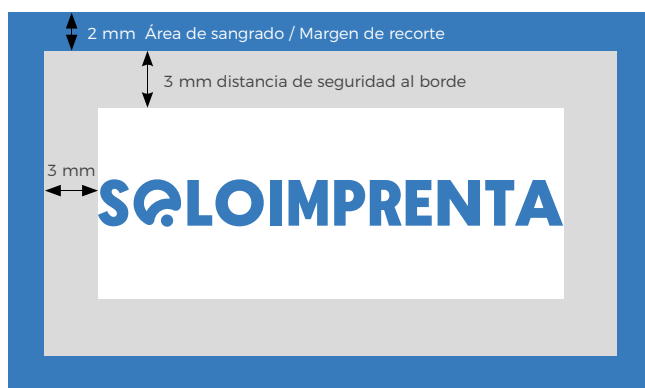 2 mm Área de sangrado / Margen de recorte
3 mm distancia de seguridad al borde
3 mm
SOLOIMPRENTA